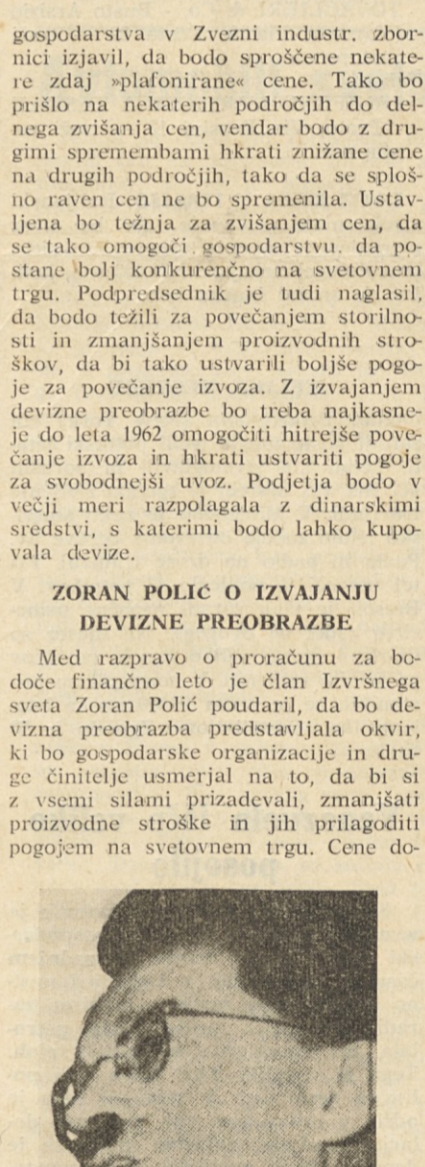 gospodarstva v Zvezni industr. zbor-
nici izjavil, da bodo sproščene nekate-
re zdaj »plafonirane« cene. Tako bo
prišlo na nekaterih področjih do del-
nega zvišanja cen, vendar bodo z dru-
gimi spremembami hkrati znižane cene
na drugih področjih, tako da se sploš-
no raven cen ne bo spremenila. Ustav-
ljena bo težnja za zvišanjem cen, da
se tako omogoči gospodarstvu. da po-
stane bolj konkurenčno na svetovnem
trgu. Podpredsednik je tudi naglasil,
da bodo težili za povečanjem storilno-
sti in zmanjšanjem proizvodnih stro-
škov, da bi tako ustvarili boljše pogo-
je za povečanje izvoza. Z izvajanjem
devizne preobrazbe bo treba najkasne-
je do leta 1962 omogočiti hitrejše pove-
čanje izvoza in hkrati ustvariti pogoje
za svobodnejši uvoz. Podjetja bodo v
večji meri razpolagala z dinarskimi
sredstvi, s katerimi bodo lahko kupo-
vala devize.
ZORAN POLIĆ O IZVAJANJU
DEVIZNE PREOBRAZBE
Med razpravo o proračunu za bo-
doče finančno leto je član Izvršnega
sveta Zoran Polić poudaril, da bo de-
vizna preobrazba predstavljala okvir,
ki bo gospodarske organizacije in dru-
ge činitelje usmerjal na to, da bi si
z vsemi silami prizadevali, zmanjšati
proizvodne stroške in jih prilagoditi
pogojem na svetovnem trgu. Cene do-